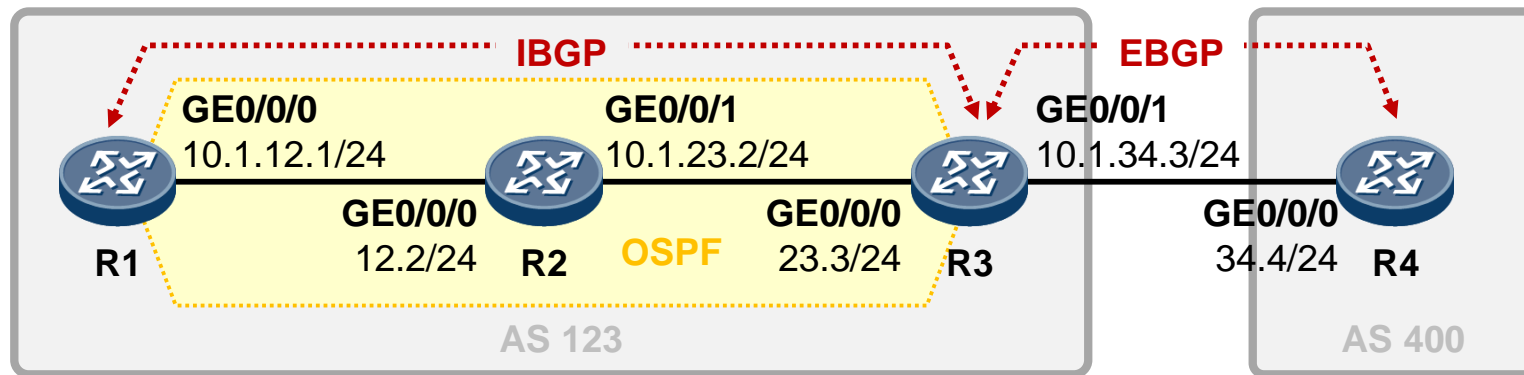 IBGP
EBGP
GE0/0/0
10.1.12.1/24
GE0/0/1
10.1.23.2/24
GE0/0/1
10.1.34.3/24
GE0/0/0
12.2/24
GE0/0/0
23.3/24
GE0/0/0
34.4/24
R1
R2
OSPF
R3
R4
AS 123
AS 400